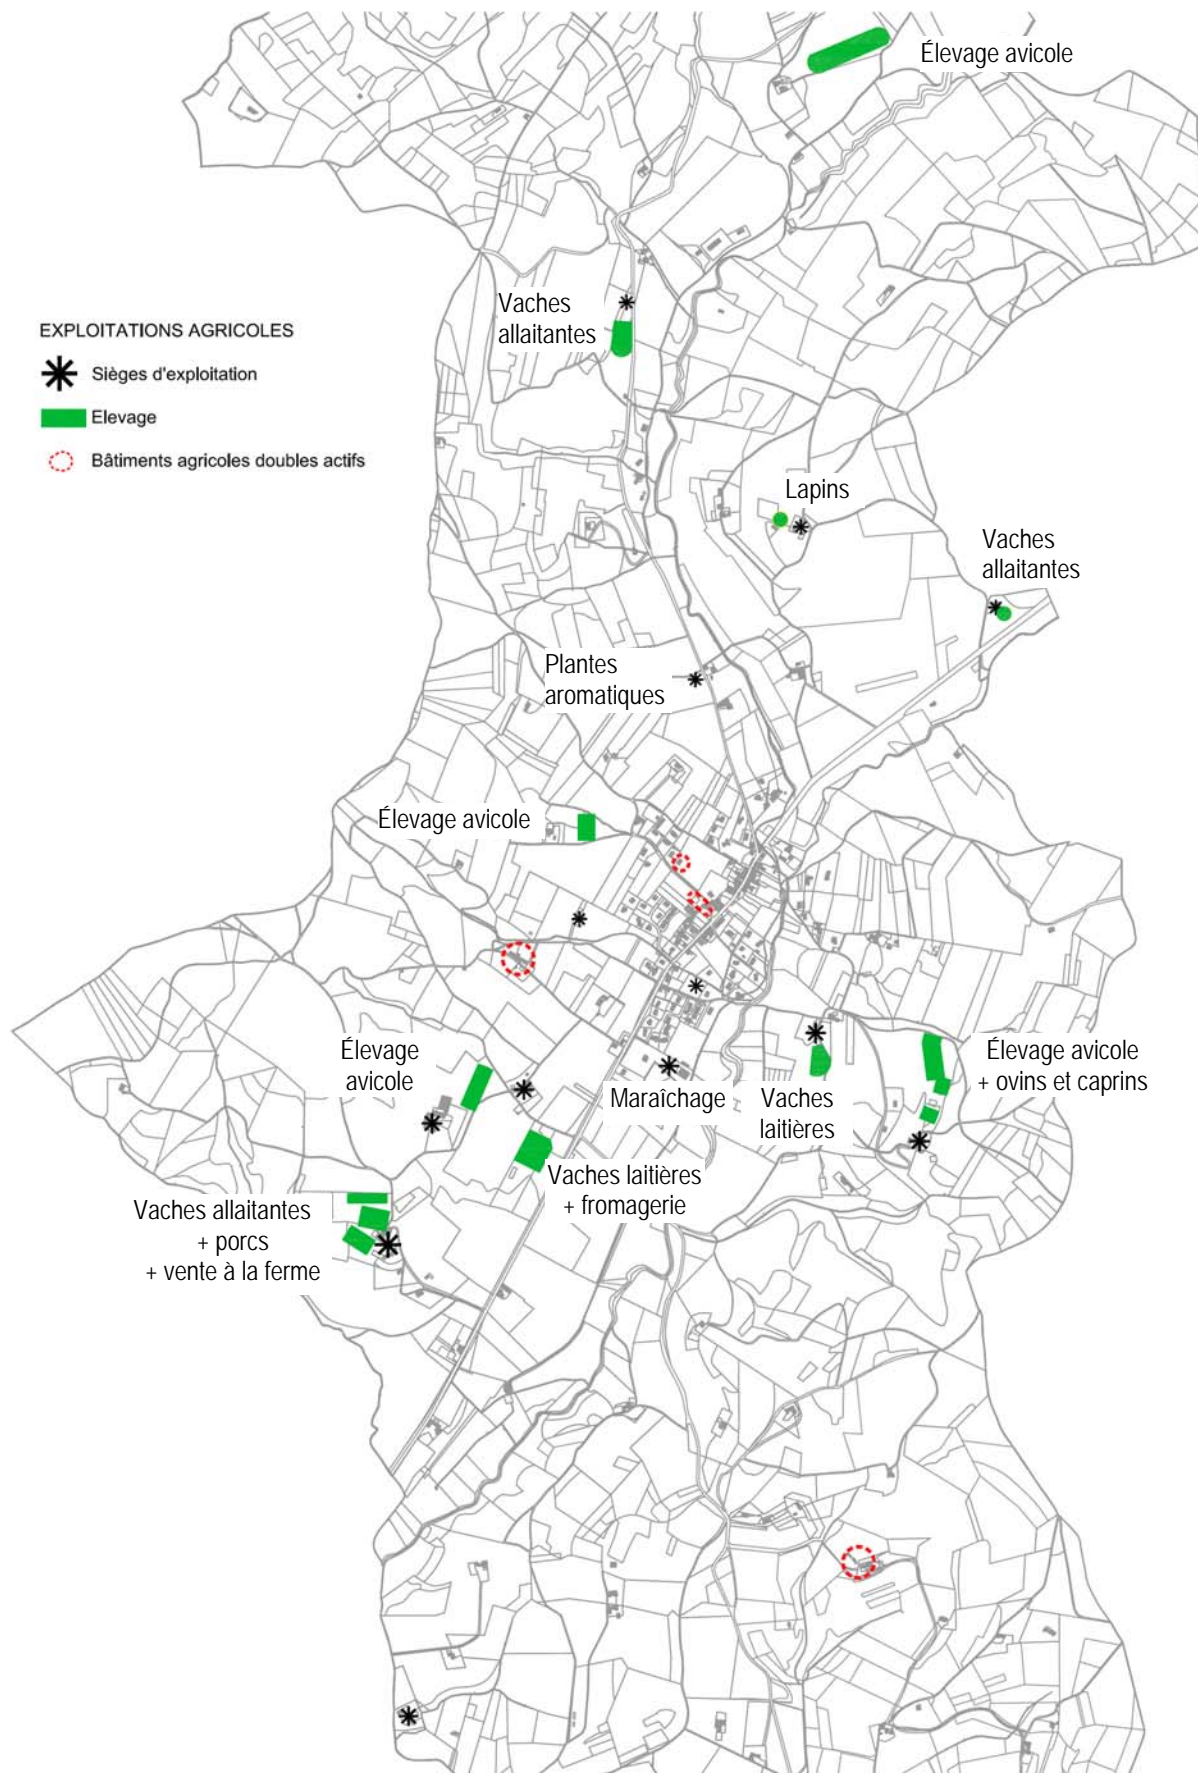 Élevage avicole
Vaches
allaitantes
EXPLOITATIONS AGRICOLES
Sièges d'exploitation
Elevage
Bâtiments agricoles doubles actifs
Lapins
Vaches
allaitantes
Plantes
aromatiques
Élevage avicole
Élevage
avicole
Maraîchage
Vaches
laitières
Élevage avicole
+ ovins et caprins
Vaches laitières
+ fromagerie
Vaches allaitantes
+ porcs
+ vente à la ferme